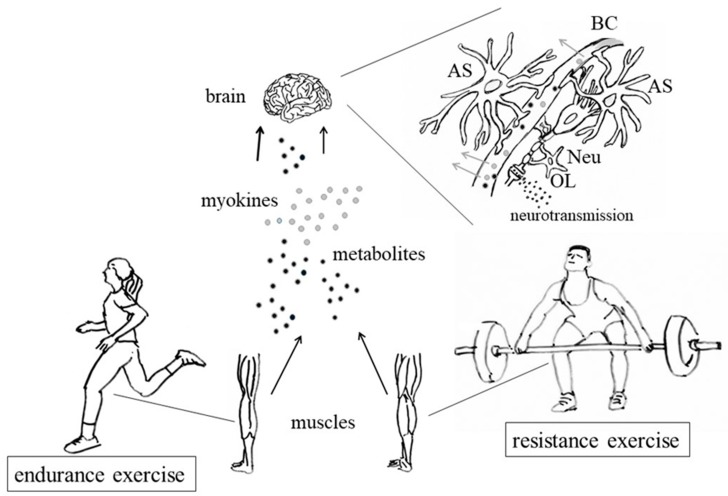 BC
AS
AS
brain
Neu
OL
myokines
neurotransmission
metabolites
muscles
resistance exercise
endurance exercise